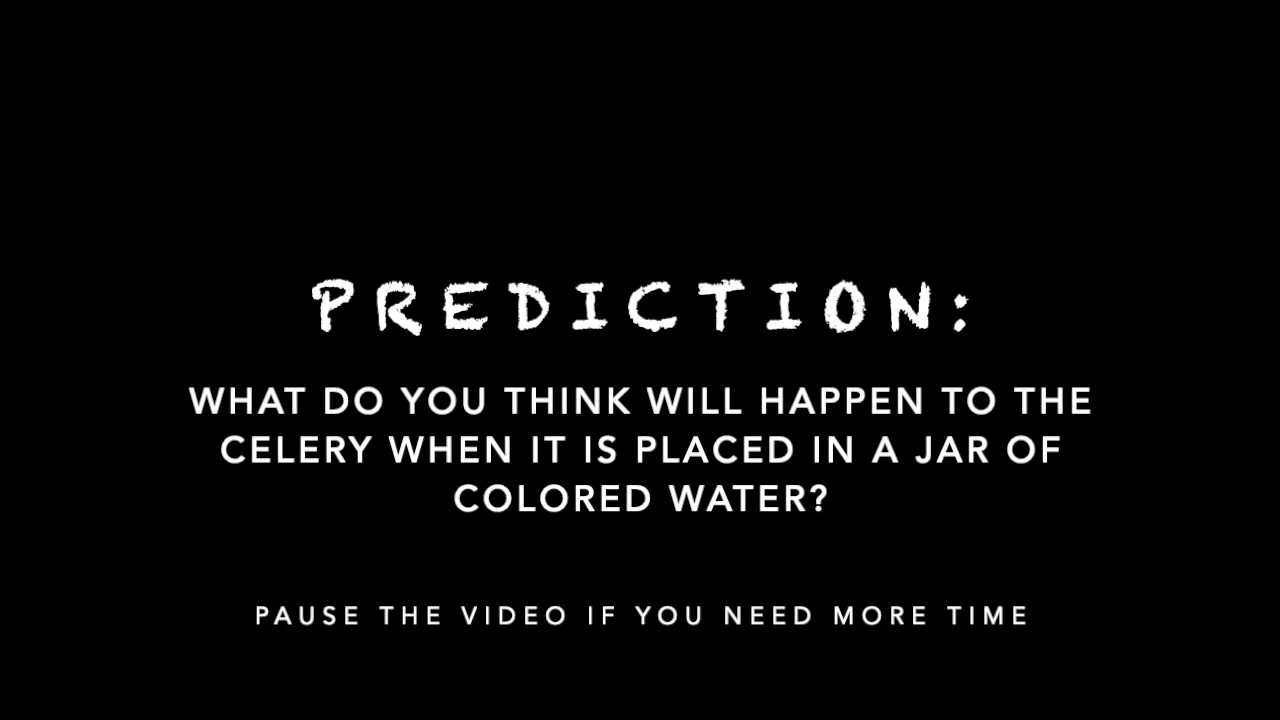 PREDICTION:
WHAT DO YOU THINK WILL HAPPEN TO THE
CELERY WHEN IT IS PLACED IN A JAR OF
COLORED WATER?
PAUSE THE VIDEO IF YOU NEED MORE TIME